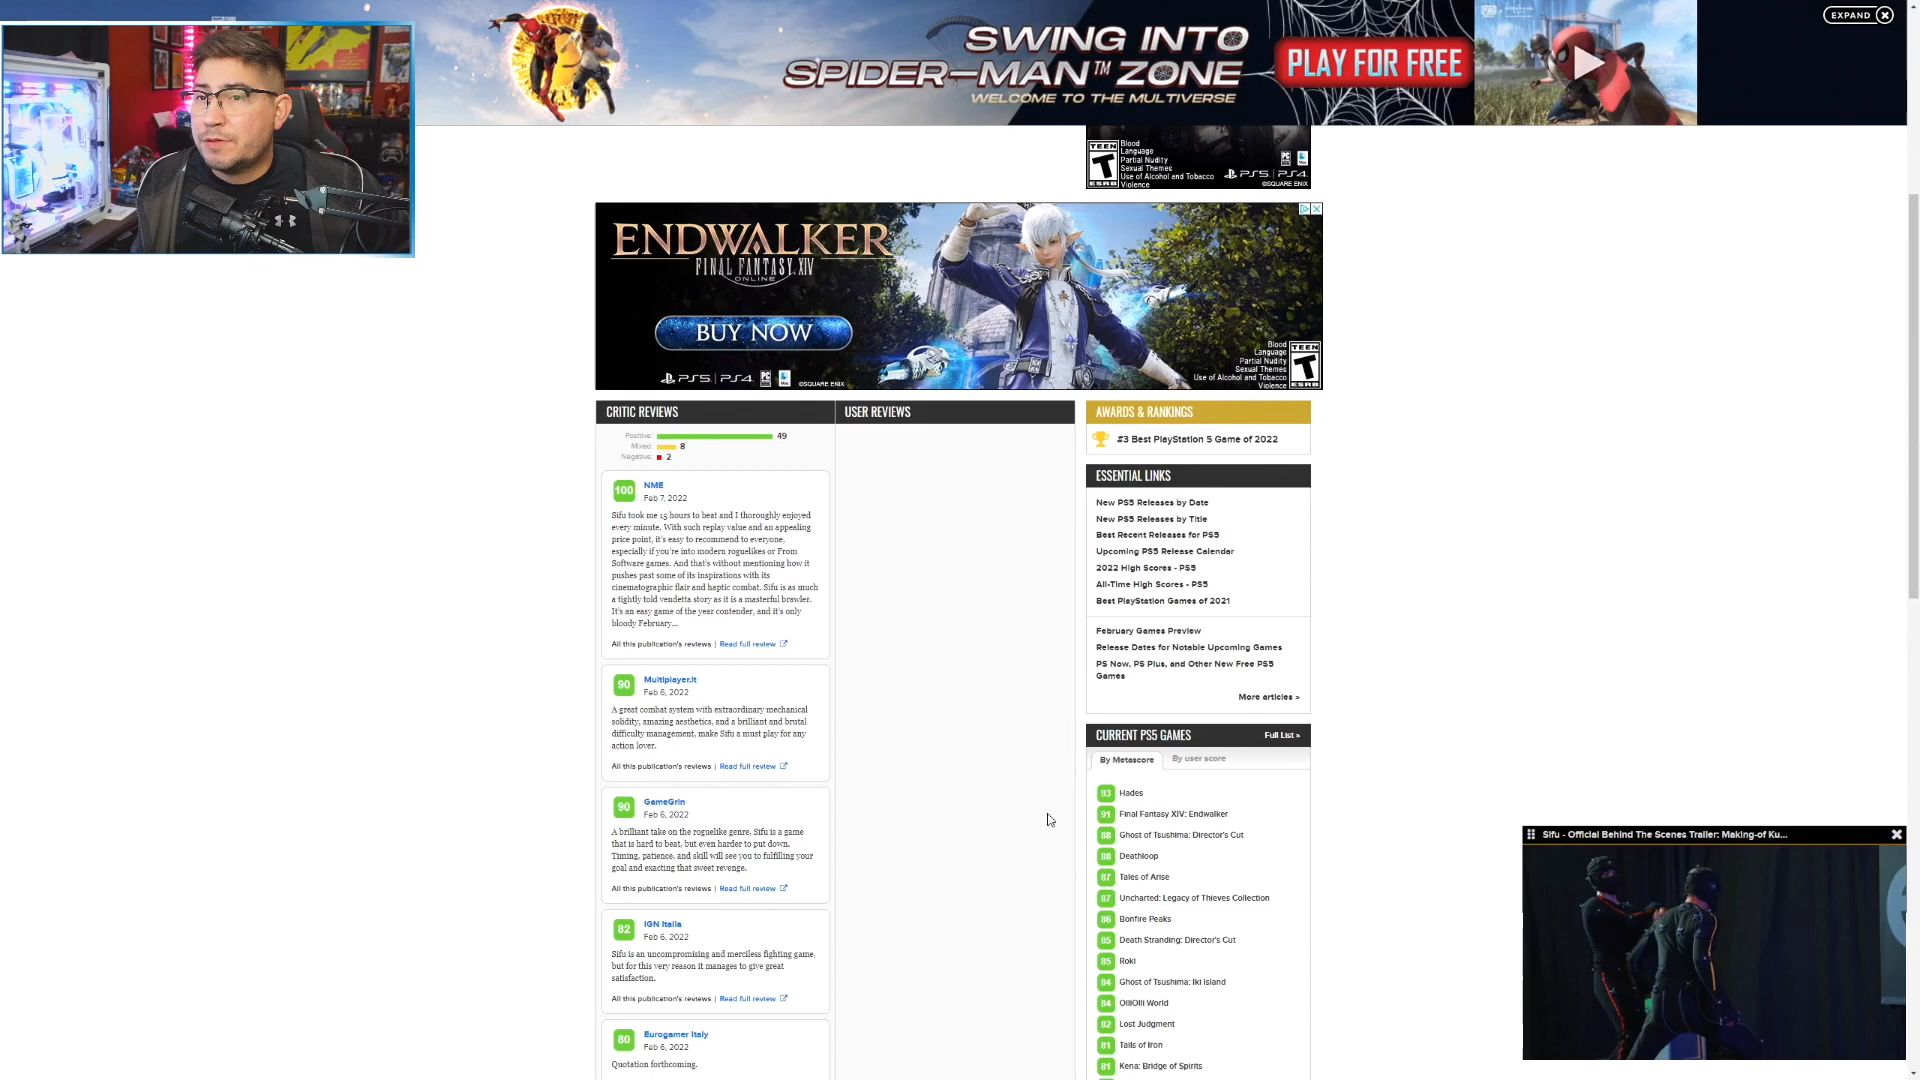 SWING INTO
SPIDER-MAN™ ZONE
WELCOME TO THE MULTIVERSE
PLAY FOR FREE
EXPAND
TEEN
T
ESRB
Blood
Language
Partial Nudity
Sexual Themes
Use of Alcohol and Tobacco
Violence
PC
PS5 | PS4
©SQUARE ENIX
ENDWALKER
FINAL FANTASY XIV
ONLINE
BUY NOW
PS5 | PS4 PC Mac ©SQUARE ENIX
Blood
Language
Partial Nudity
Sexual Themes
Use of Alcohol and Tobacco
Violence
TEEN
T
ESRB
CRITIC REVIEWS
Positive: 49
Mixed: 8
Negative: 2
100 NME
Feb 7, 2022
Sifu took me 15 hours to beat and I thoroughly enjoyed
every minute. With such replay value and an appealing
price point, it's easy to recommend to everyone,
especially if you're into modern roguelikes or From
Software games. And that's without mentioning how it
pushes past some of its inspirations with its
cinematographic flair and haptic combat. Sifu is as much
a tightly told vendetta story as it is a masterful brawler.
It's an easy game of the year contender, and it's only
bloody February...
All this publication's reviews | Read full review
90 Multiplayer.it
Feb 6, 2022
A great combat system with extraordinary mechanical
solidity, amazing aesthetics, and a brilliant and brutal
difficulty management, make Sifu a must play for any
action lover.
All this publication's reviews | Read full review
90 GameGrin
Feb 6, 2022
A brilliant take on the roguelike genre, Sifu is a game
that is hard to beat, but even harder to put down.
Timing, patience, and skill will see you to fulfilling your
goal and exacting that sweet revenge.
All this publication's reviews | Read full review
82 IGN Italia
Feb 6, 2022
Sifu is an uncompromising and merciless fighting game,
but for this very reason it manages to give great
satisfaction.
All this publication's reviews | Read full review
80 Eurogamer Italy
Feb 6, 2022
Quotation forthcoming.
USER REVIEWS
AWARDS & RANKINGS
#3 Best PlayStation 5 Game of 2022
ESSENTIAL LINKS
New PS5 Releases by Date
New PS5 Releases by Title
Best Recent Releases for PS5
Upcoming PS5 Release Calendar
2022 High Scores - PS5
All-Time High Scores - PS5
Best PlayStation Games of 2021
February Games Preview
Release Dates for Notable Upcoming Games
PS Now, PS Plus, and Other New Free PS5
Games
More articles »
CURRENT PS5 GAMES Full List »
By Metascore By user score
93 Hades
91 Final Fantasy XIV: Endwalker
88 Ghost of Tsushima: Director's Cut
88 Deathloop
87 Tales of Arise
87 Uncharted: Legacy of Thieves Collection
86 Bonfire Peaks
85 Death Stranding: Director's Cut
85 Roki
84 Ghost of Tsushima: Iki Island
84 OlliOlli World
82 Lost Judgment
81 Tails of Iron
81 Kena: Bridge of Spirits
Sifu - Official Behind The Scenes Trailer: Making-of Ku...